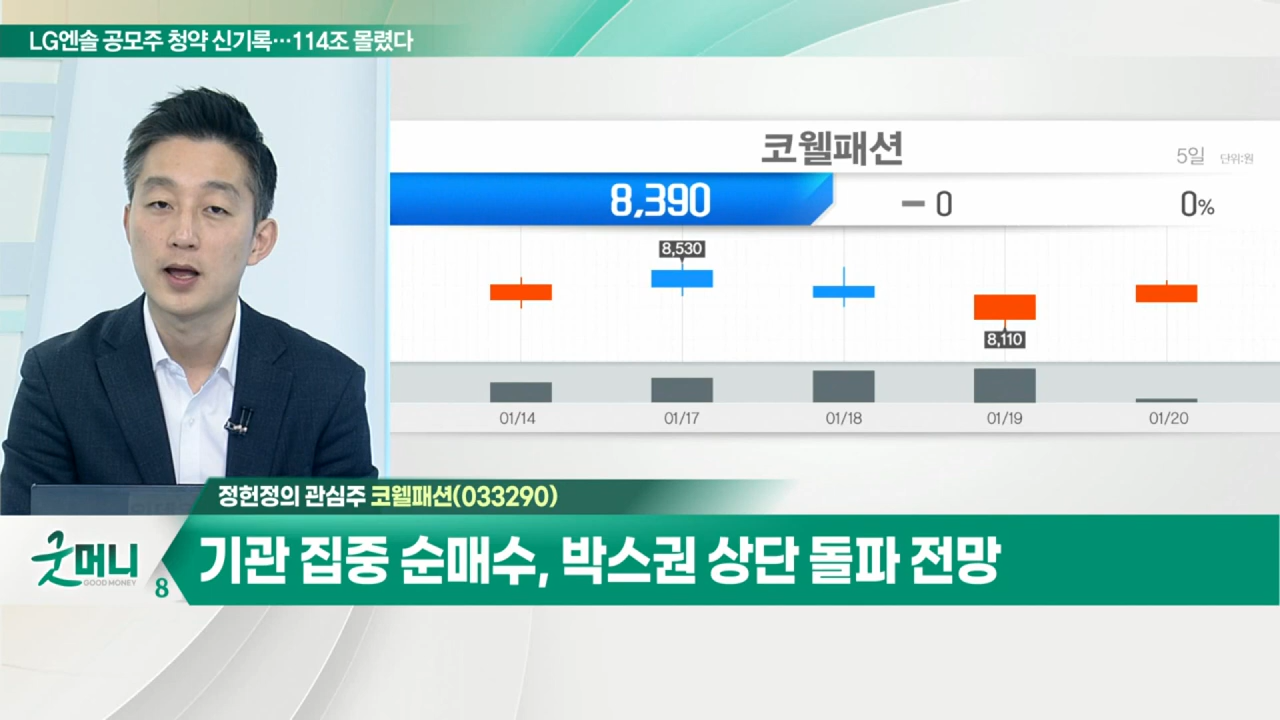 LG엔솔 공모주 청약 신기록…114조 몰렸다
코웰패션
5일 단위:원
8,390 0 0%
8,530
8,110
01/14 01/17 01/18 01/19 01/20
정헌정의 관심주 코웰패션(033290)
굿머니
GOOD MONEY
8
기관 집중 순매수, 박스권 상단 돌파 전망